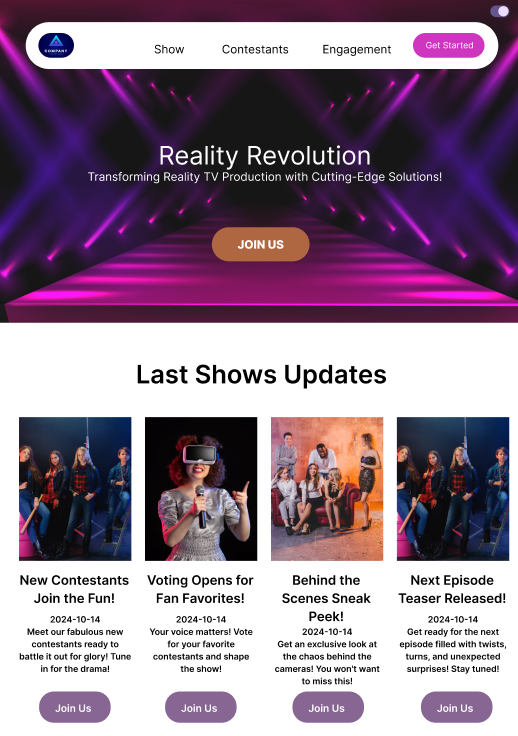 COMPANY
Show
Contestants
Engagement
Get Started
Reality Revolution
Transforming Reality TV Production with Cutting-Edge Solutions!
JOIN US
Last Shows Updates
New Contestants
Join the Fun!
2024-10-14
Meet our fabulous new
contestants ready to
battle it out for glory! Tune
in for the drama!
Join Us
Voting Opens for
Fan Favorites!
2024-10-14
Your voice matters! Vote
for your favorite
contestants and shape
the show!
Join Us
Behind the
Scenes Sneak
Peek!
2024-10-14
Get an exclusive look at
the chaos behind the
cameras! You won't want
to miss this!
Join Us
Next Episode
Teaser Released!
2024-10-14
Get ready for the next
episode filled with twists,
turns, and unexpected
surprises! Stay tuned!
Join Us